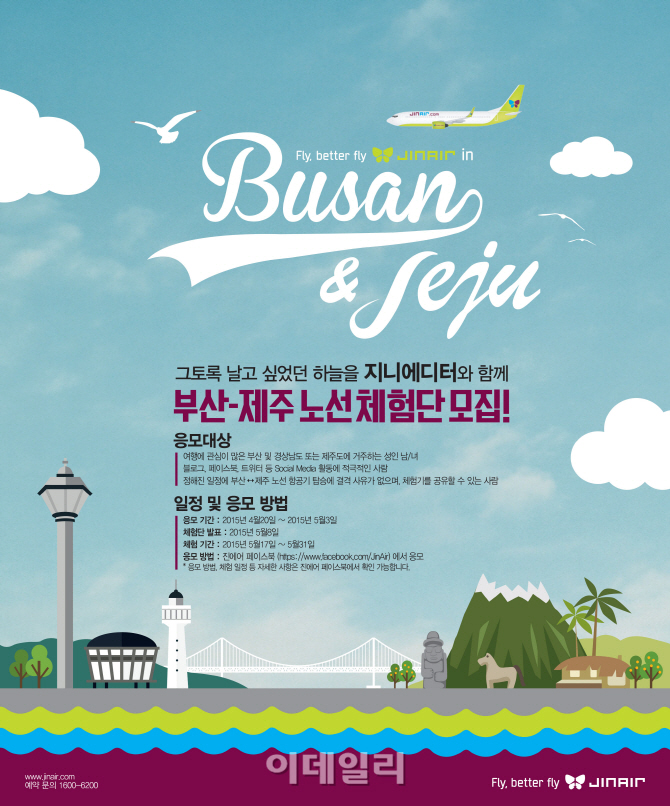 JINAIR.COM
Fly, better fly JINAIR in
Busan
& Jeju
그토록 날고 싶었던 하늘을 지니에디터와 함께
부산-제주 노선 체험단 모집!
응모대상
여행에 관심이 많은 부산 및 경상남도 또는 제주도에 거주하는 성인 남/녀
블로그, 페이스북, 트위터 등 Social Media 활동에 적극적인 사람
정해진 일정에 부산↔제주 노선 항공기 탑승에 결격 사유가 없으며, 체험기를 공유할 수 있는 사람
일정 및 응모 방법
응모 기간 : 2015년 4월20일 ~ 2015년 5월3일
체험단 발표 : 2015년 5월8일
체험 기간 : 2015년 5월17일 ~ 5월31일
응모 방법 : 진에어 페이스북 (https://www.facebook.com/JinAir) 에서 응모
* 응모 방법, 체험 일정 등 자세한 사항은 진에어 페이스북에서 확인 가능합니다.
이데일리
www.jinair.com
예약 문의 1600-6200
Fly, better fly JINAIR